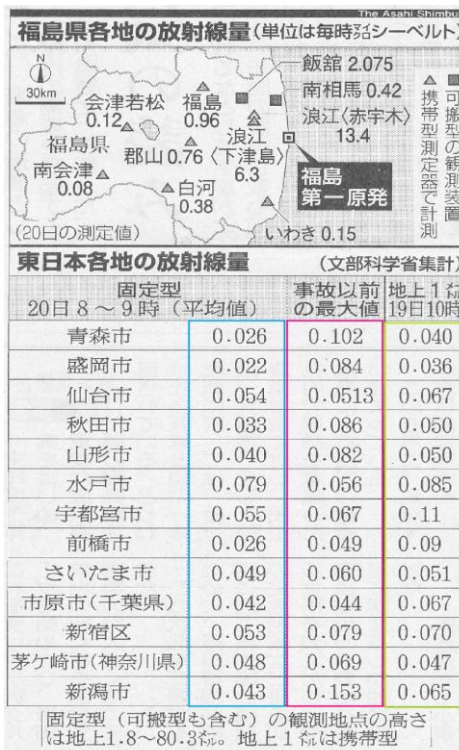 The Asahi Shimbun
福島県各地の放射線量(単位は毎時マイクロシーベルト)
N
30km
飯舘 2.075
南相馬 0.42
浪江〈赤宇木〉
13.4
会津若松
0.12
福島
0.96
浪江
〈下津島〉
6.3
福島県
郡山 0.76
南会津
0.08
白河
0.38
福島
第一原発
いわき 0.15
(20日の測定値)
■可搬型の観測装置
▲携帯型測定器で計測
東日本各地の放射線量 (文部科学省集計)
固定型
20日8〜9時(平均値)
事故以前
の最大値
地上1㍍
19日10時
青森市 0.026 0.102 0.040
盛岡市 0.022 0.084 0.036
仙台市 0.054 0.0513 0.067
秋田市 0.033 0.086 0.050
山形市 0.040 0.082 0.050
水戸市 0.079 0.056 0.085
宇都宮市 0.055 0.067 0.11
前橋市 0.026 0.049 0.09
さいたま市 0.049 0.060 0.051
市原市(千葉県) 0.042 0.044 0.067
新宿区 0.053 0.079 0.070
茅ケ崎市(神奈川県) 0.048 0.069 0.047
新潟市 0.043 0.153 0.065
固定型(可搬型も含む)の観測地点の高さ
は地上1.8〜80.3㍍。地上1㍍は携帯型